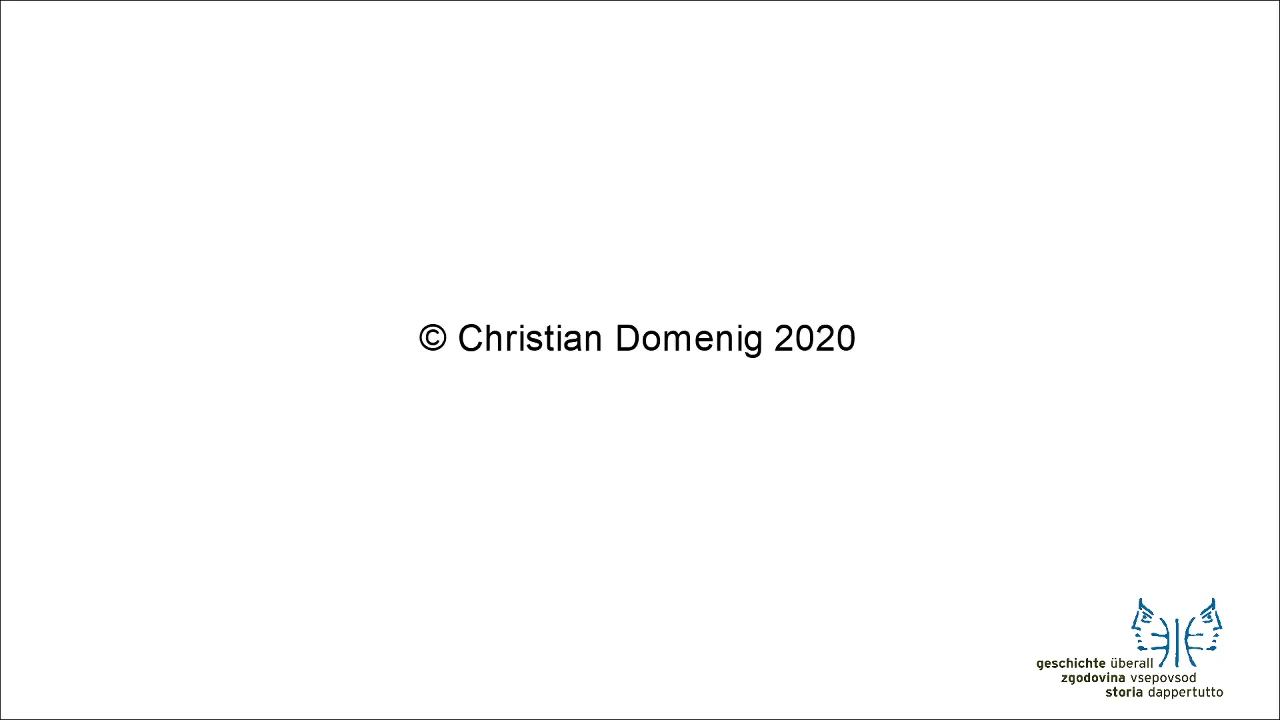 © Christian Domenig 2020
geschichte überall
zgodovina vsepovsod
storia dappertutto